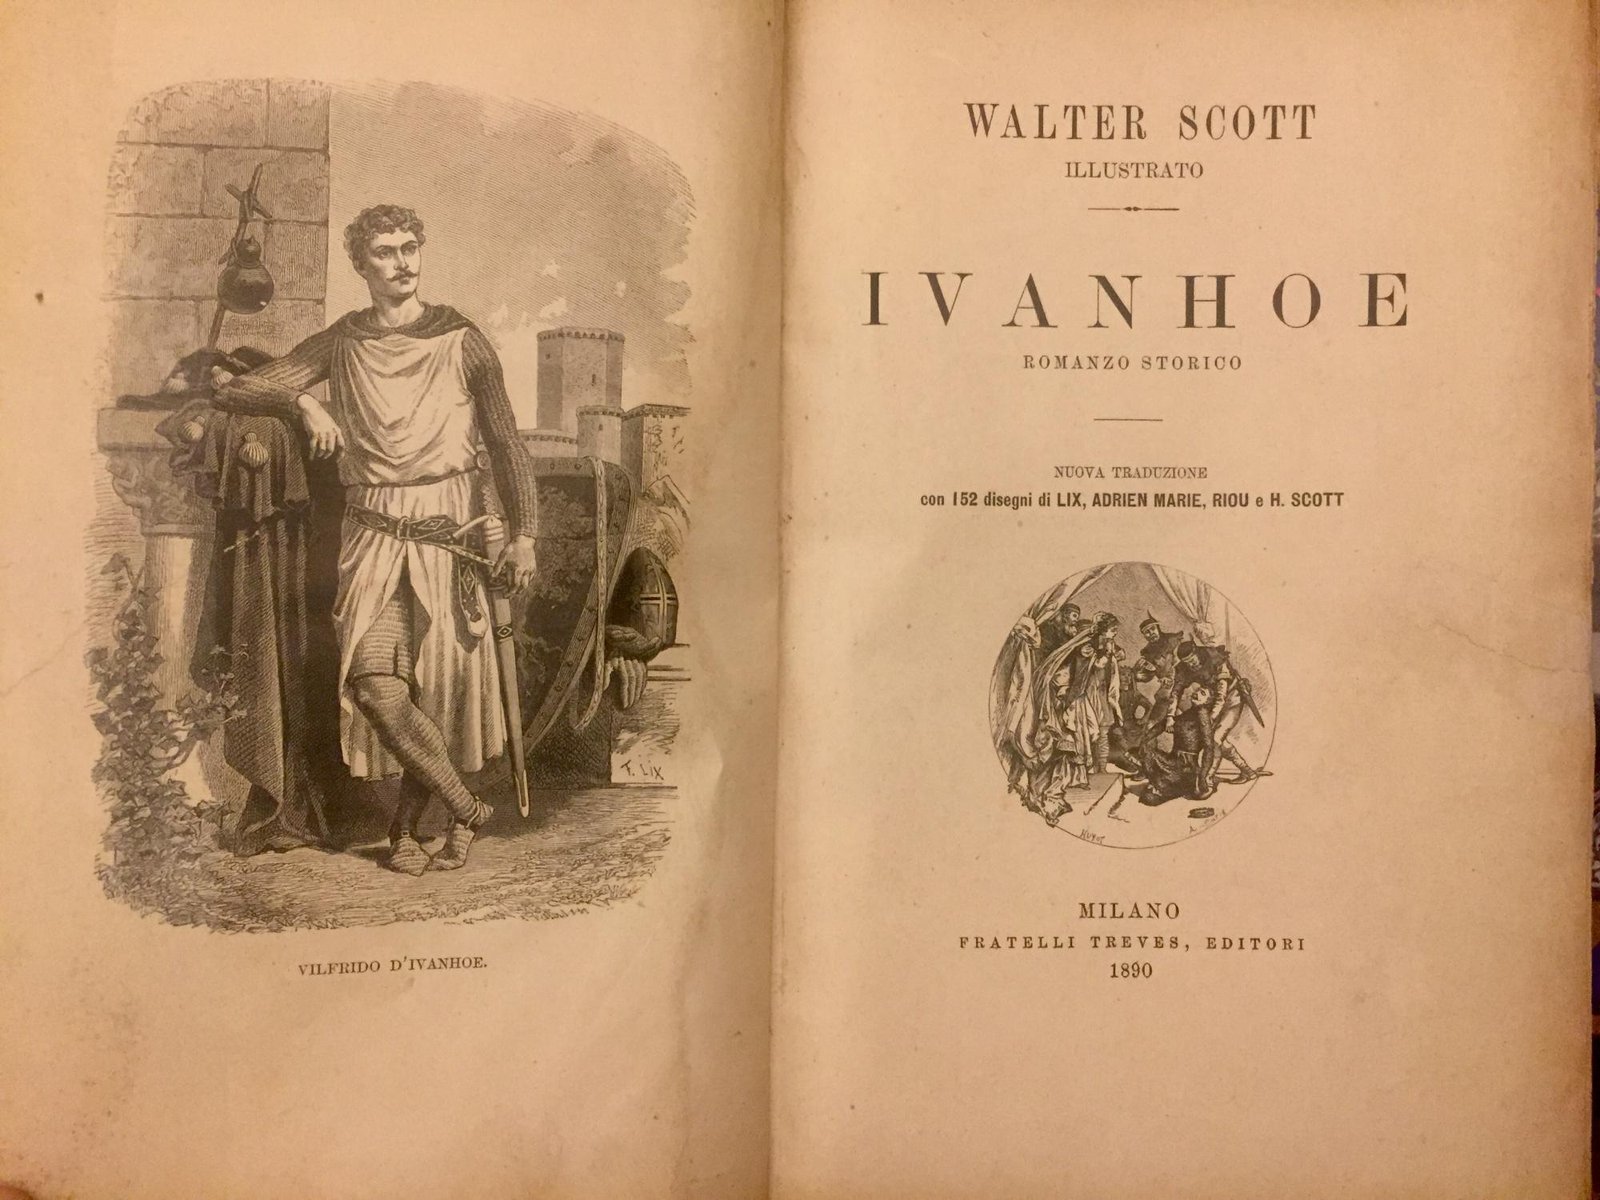 F. LIX
VILFRIDO D'IVANHOE.
WALTER SCOTT
ILLUSTRATO
IVANHOE
ROMANZO STORICO
NUOVA TRADUZIONE
con 152 disegni di LIX, ADRIEN MARIE, RIOU e H. SCOTT
HUYOT
MILANO
FRATELLI TREVES, EDITORI
1890